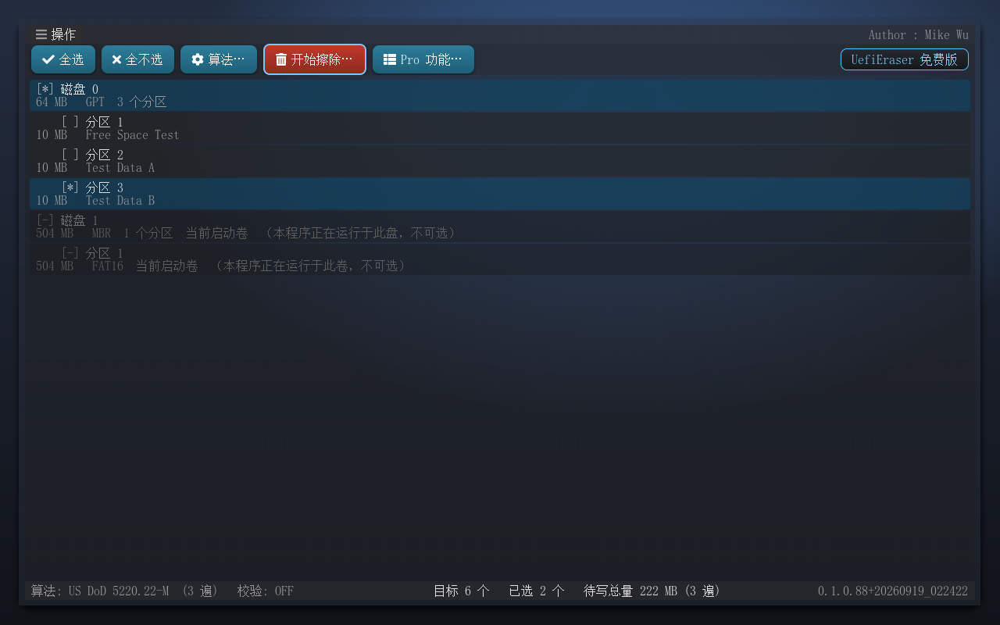 操作
Author : Mike Wu
全选 全不选 算法… 开始擦除… Pro 功能… UefiEraser 免费版
[*] 磁盘 0
64 MB GPT 3 个分区
[ ] 分区 1
10 MB Free Space Test
[ ] 分区 2
10 MB Test Data A
[*] 分区 3
10 MB Test Data B
[-] 磁盘 1
504 MB MBR 1 个分区 当前启动卷 （本程序正在运行于此盘，不可选）
[-] 分区 1
504 MB FAT16 当前启动卷 （本程序正在运行于此卷，不可选）
算法: US DoD 5220.22-M （3 遍） 校验: OFF 目标 6 个 已选 2 个 待写总量 222 MB (3 遍） 0.1.0.88+20260919_022422